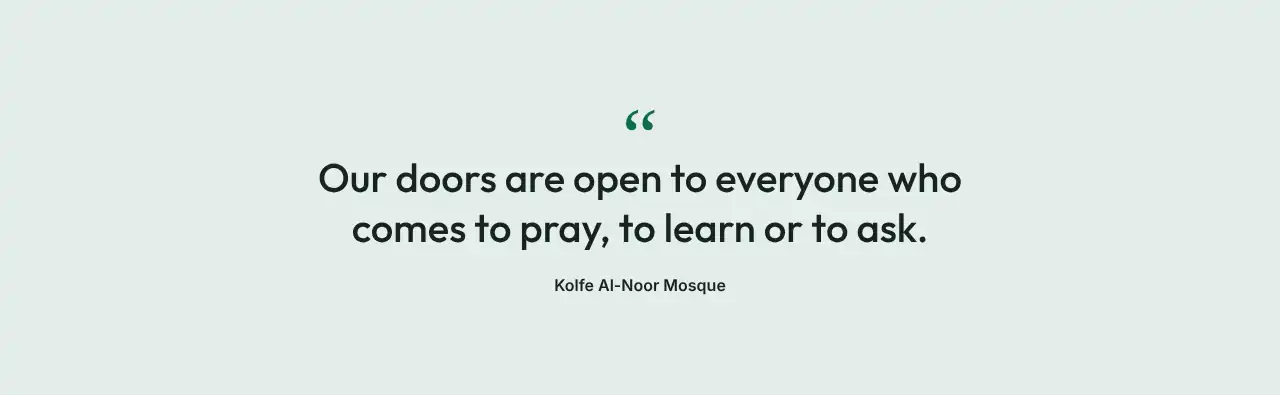 “
Our doors are open to everyone who
comes to pray, to learn or to ask.
Kolfe Al-Noor Mosque